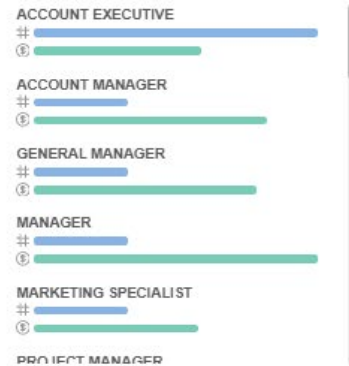 ACCOUNT EXECUTIVE
#
$
ACCOUNT MANAGER
#
$
GENERAL MANAGER
#
$
MANAGER
#
$
MARKETING SPECIALIST
#
$
PROJECT MANAGER